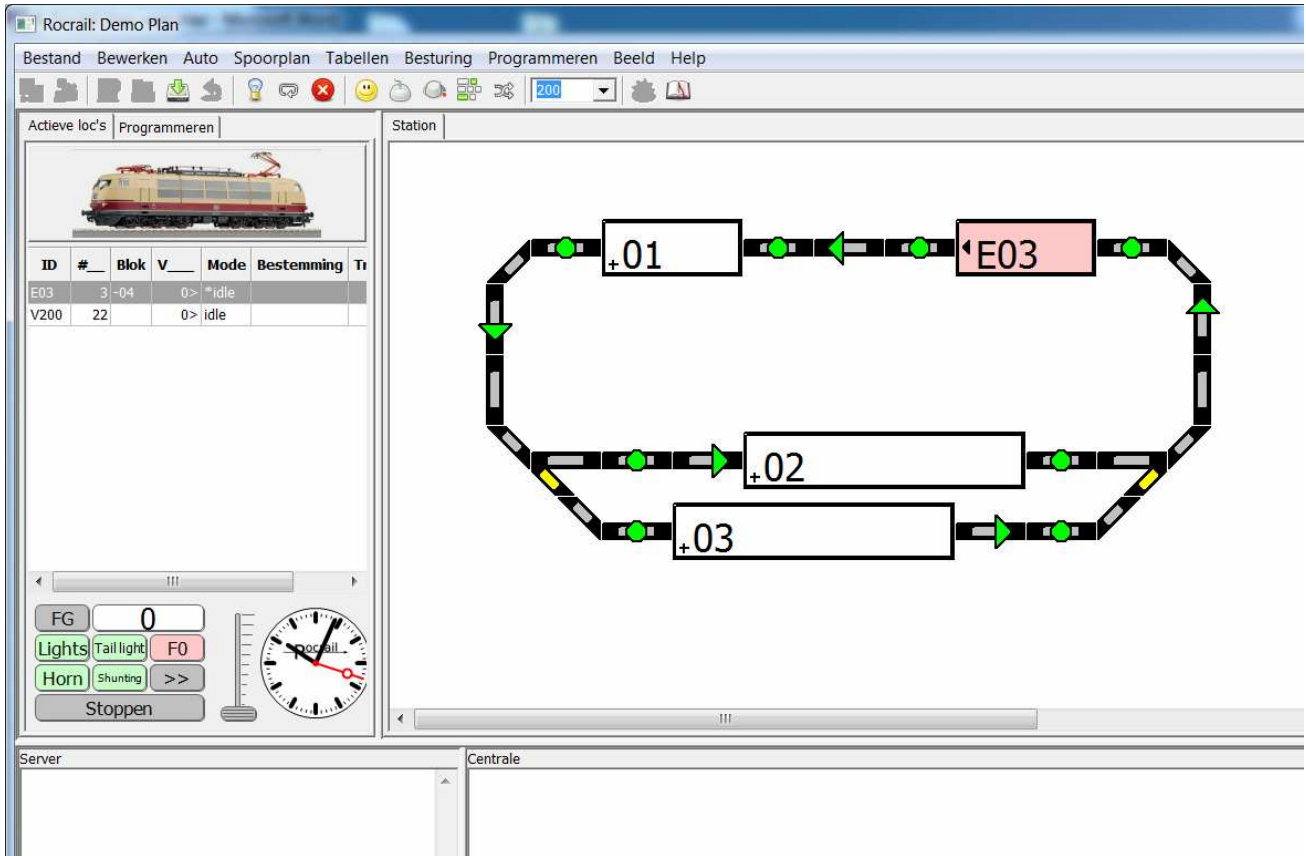 Rocrail: Demo Plan
Bestand Bewerken Auto Spoorplan Tabellen Besturing Programmeren Beeld Help
200
Actieve loc's Programmeren
Station
ID #__ Blok V___ Mode Bestemming
E03 3 -04 0> *idle
V200 22 0> idle
+01
E03
+02
+03
FG 0
Lights Tail light F0
Horn Shunting >>
Stoppen
rocrail
Server
Centrale